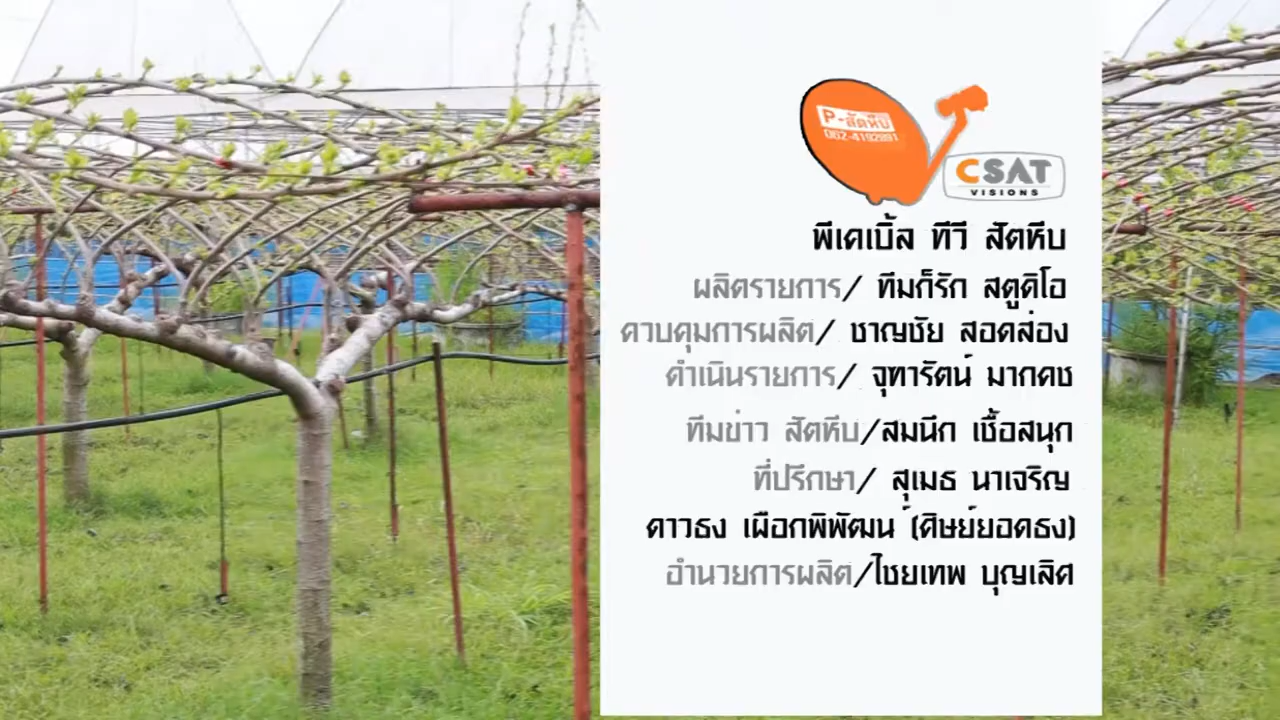 P-สัตหีบ
062-4192891
CSAT
VISIONS
พีเคเบิ้ล ทีวี สัตหีบ
ผลิตรายการ/ ทีมก็รัก สตูดิโอ
ควบคุมการผลิต/ ชาญชัย สอดส่อง
ดำเนินรายการ/ จุฑารัตน์ มากคช
ทีมข่าว สัตหีบ/สมนึก เชื้อสนุก
ที่ปรึกษา/ สุเมธ นาเจริญ
ดาวธง เผือกพิพัฒน์ (ศิษย์ยอดธง)
อำนวยการผลิต/ไชยเทพ บุญเลิศ